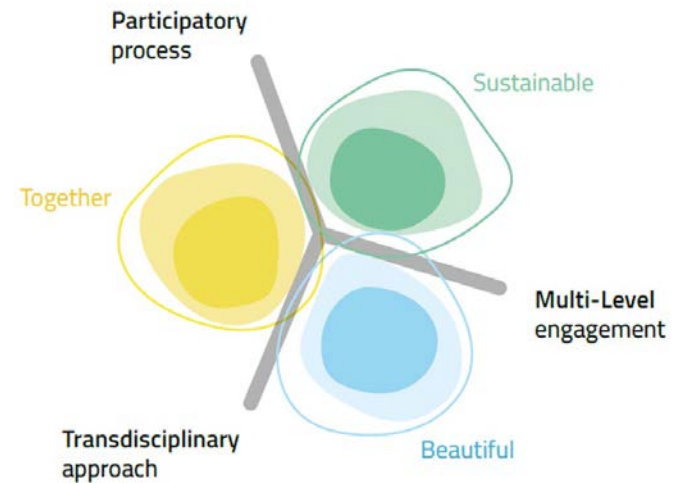 Participatory
process
Sustainable
Together
Multi-Level
engagement
Transdisciplinary
approach
Beautiful